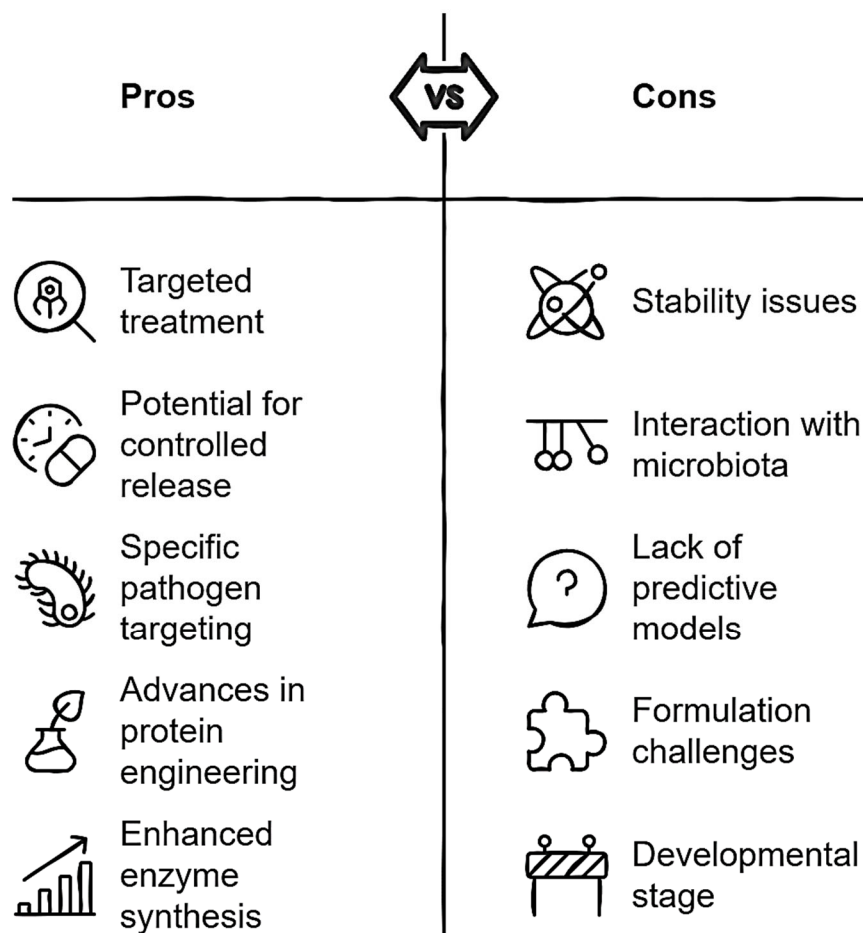 Pros
VS
Cons
Targeted
treatment
Stability issues
Potential for
controlled
release
Interaction with
microbiota
Specific
pathogen
targeting
Lack of
predictive
models
Advances in
protein
engineering
Formulation
challenges
Enhanced
enzyme
synthesis
Developmental
stage